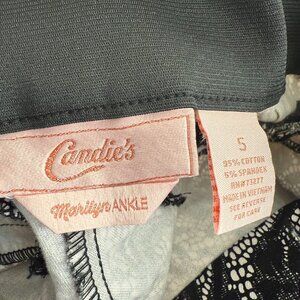 Candie's
Marilyn ANKLE
5
95% COTTON
5% SPANDEX
RN#73277
MADE IN VIETNAM
SEE REVERSE
FOR CARE